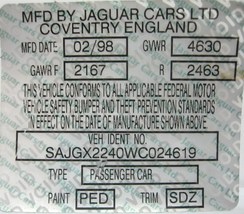 MFD BY JAGUAR CARS LTD
COVENTRY ENGLAND
MFD DATE 02/98 GVWR 4630
GAWR F 2167 R 2463
THIS VEHICLE CONFORMS TO ALL APPLICABLE FEDERAL MOTOR
VEHICLE SAFETY BUMPER AND THEFT PREVENTION STANDARDS
IN EFFECT ON THE DATE OF MANUFACTURE SHOWN ABOVE
VEH IDENT NO.
SAJGX2240WC024619
TYPE PASSENGER CAR
PAINT PED TRIM SDZ